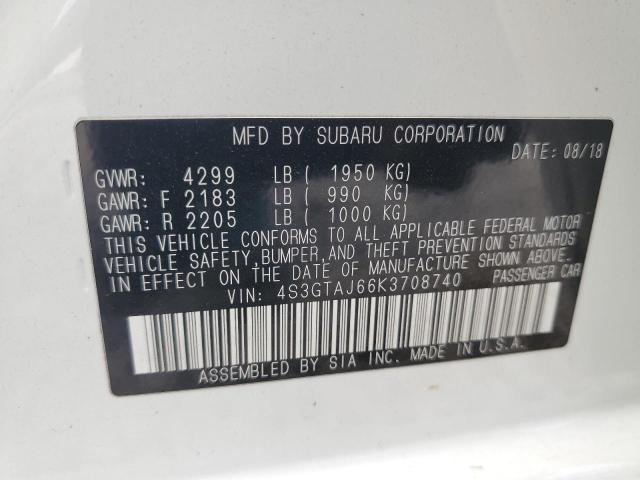 MFD BY SUBARU CORPORATION
DATE: 08/18
GVWR: 4299 LB ( 1950 KG)
GAWR: F 2183 LB ( 990 KG)
GAWR: R 2205 LB ( 1000 KG)
THIS VEHICLE CONFORMS TO ALL APPLICABLE FEDERAL MOTOR
VEHICLE SAFETY, BUMPER, AND THEFT PREVENTION STANDARDS
IN EFFECT ON THE DATE OF MANUFACTURE SHOWN ABOVE.
VIN: 4S3GTAJ66K3708740 PASSENGER CAR
ASSEMBLED BY SIA INC. MADE IN U.S.A.